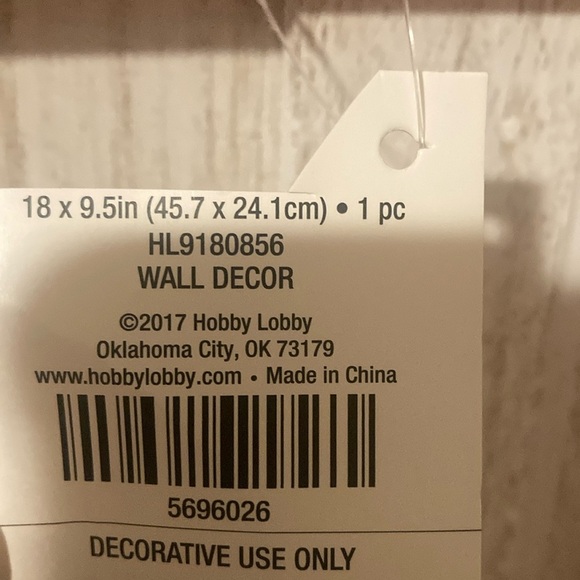 18 x 9.5in (45.7 x 24.1cm) • 1 pc
HL9180856
WALL DECOR
©2017 Hobby Lobby
Oklahoma City, OK 73179
www.hobbylobby.com • Made in China
5696026
DECORATIVE USE ONLY